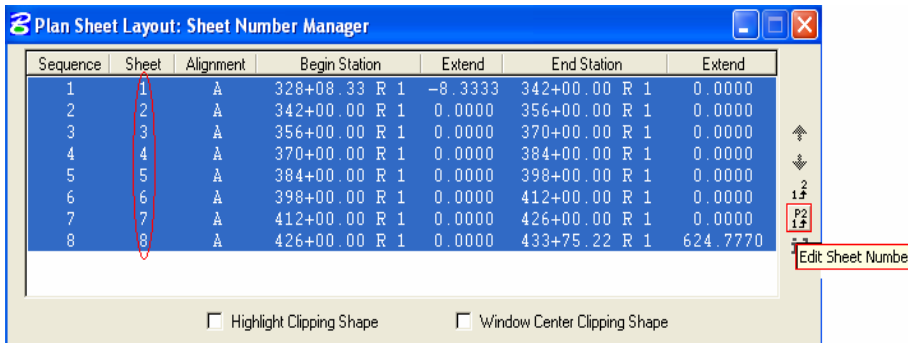 Plan Sheet Layout: Sheet Number Manager
Sequence Sheet Alignment Begin Station Extend End Station Extend
1 1 A 328+08.33 R 1 -8.3333 342+00.00 R 1 0.0000
2 2 A 342+00.00 R 1 0.0000 356+00.00 R 1 0.0000
3 3 A 356+00.00 R 1 0.0000 370+00.00 R 1 0.0000
4 4 A 370+00.00 R 1 0.0000 384+00.00 R 1 0.0000
5 5 A 384+00.00 R 1 0.0000 398+00.00 R 1 0.0000
6 6 A 398+00.00 R 1 0.0000 412+00.00 R 1 0.0000
7 7 A 412+00.00 R 1 0.0000 426+00.00 R 1 0.0000
8 8 A 426+00.00 R 1 0.0000 433+75.22 R 1 624.7770
1 2
P2
1
Edit Sheet Numbe
Highlight Clipping Shape Window Center Clipping Shape